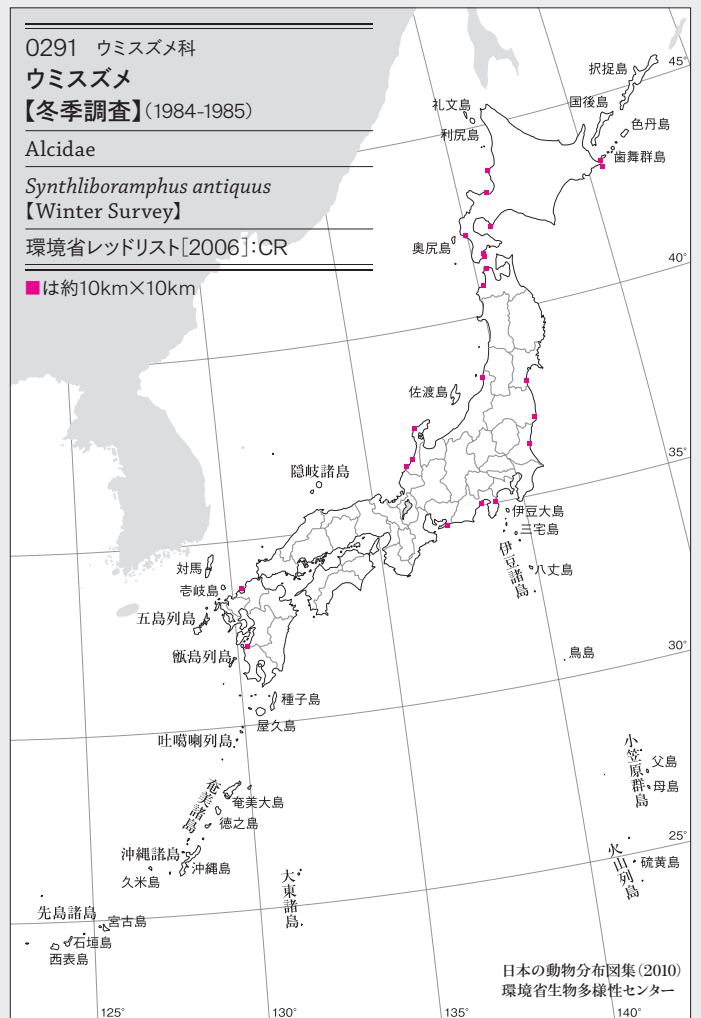 0291 ウミスズメ科
ウミスズメ
【冬季調査】(1984-1985)
Alcidae
Synthliboramphus antiquus
【Winter Survey】
環境省レッドリスト[2006]:CR
■は約10km×10km
択捉島
45°
礼文島
国後島
色丹島
利尻島
歯舞群島
奥尻島
40°
佐渡島
35°
隠岐諸島
伊豆大島
三宅島
伊豆諸島
八丈島
対馬
壱岐島
五島列島
甑島列島
鳥島
30°
種子島
屋久島
吐噶喇列島
小笠原群島
父島
母島
奄美諸島
奄美大島
徳之島
25°
沖縄諸島
沖縄島
久米島
火山列島
硫黄島
大東諸島
先島諸島
宮古島
石垣島
西表島
日本の動物分布図集(2010)
環境省生物多様性センター
125°
130°
135°
140°